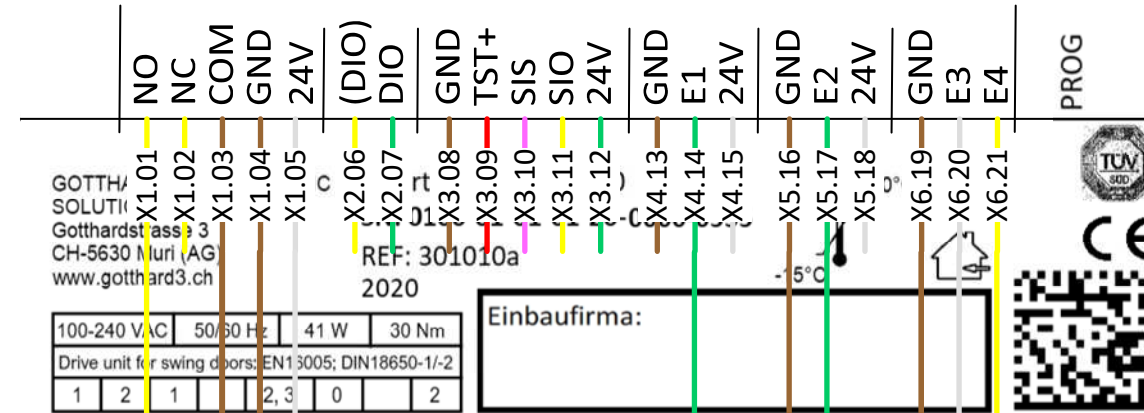 NO NC COM GND 24V (DIO) DIO GND TST+ SIS SIO 24V GND E1 24V GND E2 24V GND E3 E4 PROG
X1.01 X1.02 X1.03 X1.04 X1.05 X2.06 X2.07 X3.08 X3.09 X3.10 X3.11 X3.12 X4.13 X4.14 X4.15 X5.16 X5.17 X5.18 X6.19 X6.20 X6.21
Gotthardstrasse 3
CH-5630 Muri (AG)
www.gotthard3.ch
REF: 301010a
2020
-15°C
TÜV
SÜD
CE
Einbaufirma:
100-240 VAC 50/60 Hz 41 W 30 Nm
Drive unit for swing doors; EN16005; DIN18650-1/-2
1 2 1 2, 3 0 2